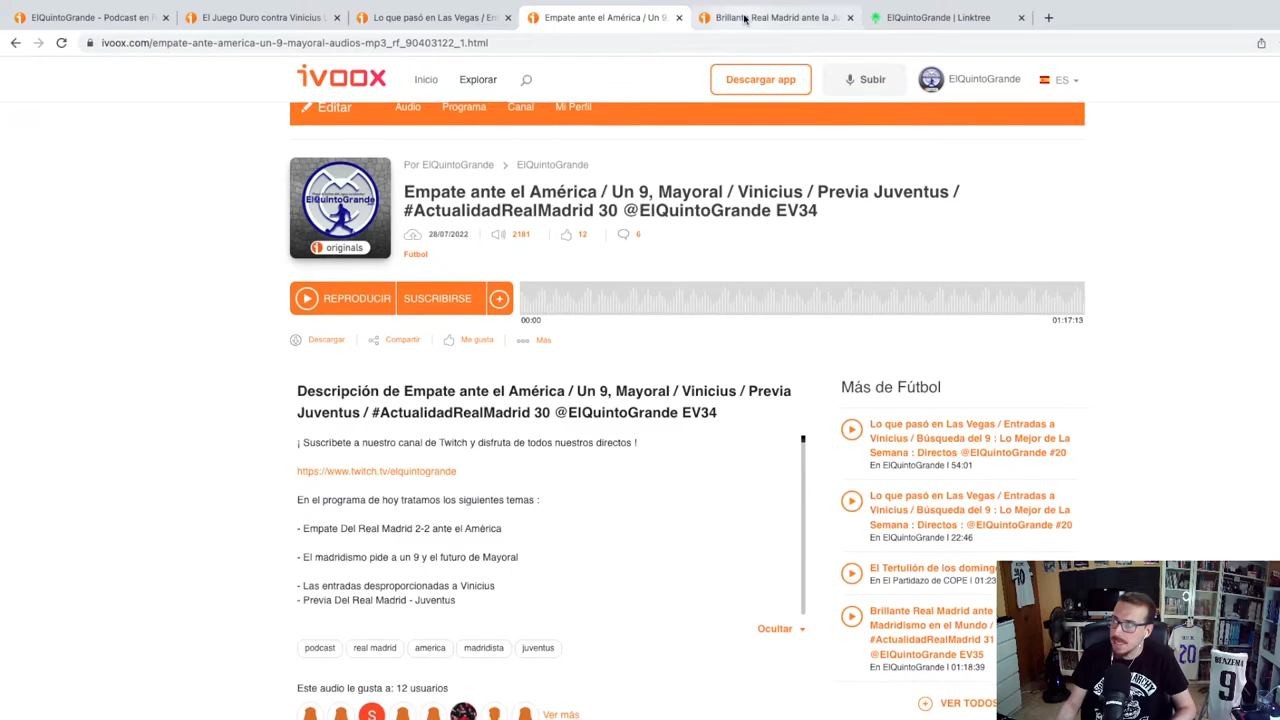 ElQuintoGrande - Podcast en
El Juego Duro contra Vinicius
Lo que pasó en Las Vegas / En
Empate ante el América / Un 9,
Brillante Real Madrid ante la
ElQuintoGrande | Linktree
ivoox.com/empate-ante-america-un-9-mayoral-audios-mp3_rf_90403122_1.html
ivoox
Inicio
Explorar
Descargar app
Subir
ElQuintoGrande
ES
Editar
Audio
Programa
Canal
Mi Perfil
ElQuintoGrande
originals
Por ElQuintoGrande > ElQuintoGrande
Empate ante el América / Un 9, Mayoral / Vinicius / Previa Juventus /
#ActualidadRealMadrid 30 @ElQuintoGrande EV34
28/07/2022
2181
12
6
Fútbol
REPRODUCIR
SUSCRIBIRSE
00:00
01:17:13
Descargar
Compartir
Me gusta
Más
Descripción de Empate ante el América / Un 9, Mayoral / Vinicius / Previa
Juventus / #ActualidadRealMadrid 30 @ElQuintoGrande EV34
¡ Suscribete a nuestro canal de Twitch y disfruta de todos nuestros directos !
https://www.twitch.tv/elquintogrande
En el programa de hoy tratamos los siguientes temas :
- Empate Del Real Madrid 2-2 ante el América
- El madridismo pide a un 9 y el futuro de Mayoral
- Las entradas desproporcionadas a Vinicius
- Previa Del Real Madrid - Juventus
Ocultar
podcast
real madrid
america
madridista
juventus
Este audio le gusta a: 12 usuarios
S
Ver más
Más de Fútbol
Lo que pasó en Las Vegas / Entradas a
Vinicius / Búsqueda del 9 : Lo Mejor de La
Semana : Directos @ElQuintoGrande #20
En ElQuintoGrande | 54:01
Lo que pasó en Las Vegas / Entradas a
Vinicius / Búsqueda del 9 : Lo Mejor de La
Semana : Directos : @ElQuintoGrande #20
En ElQuintoGrande | 22:46
El Tertulión de los doming
En El Partidazo de COPE | 01:23
Brillante Real Madrid ante
Madridismo en el Mundo /
#ActualidadRealMadrid 31
@ElQuintoGrande EV35
En ElQuintoGrande | 01:18:39
VER TODOS
20
BENZEMA
9